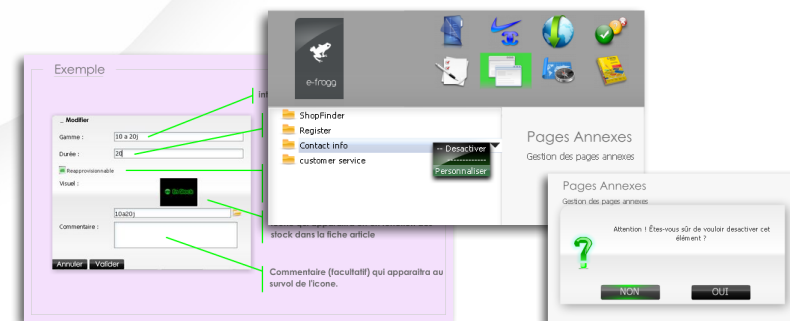 Exemple
_ Modifier
Gamme :
10 a 20j
Durée :
20
Reapprovisionnable
Visuel :
10a20j
Commentaire :
Annuler
Valider
stock dans la fiche article
Commentaire (facultatif) qui apparaitra au
survol de l'icone.
e-frogg
ShopFinder
Register
Contact info
customer service
-- Desactiver
------------
Personnaliser
Pages Annexes
Gestion des pages annexes
Pages Annexes
Gestion des pages annexes
Attention ! Êtes-vous sûr de vouloir desactiver cet
élément ?
NON
OUI